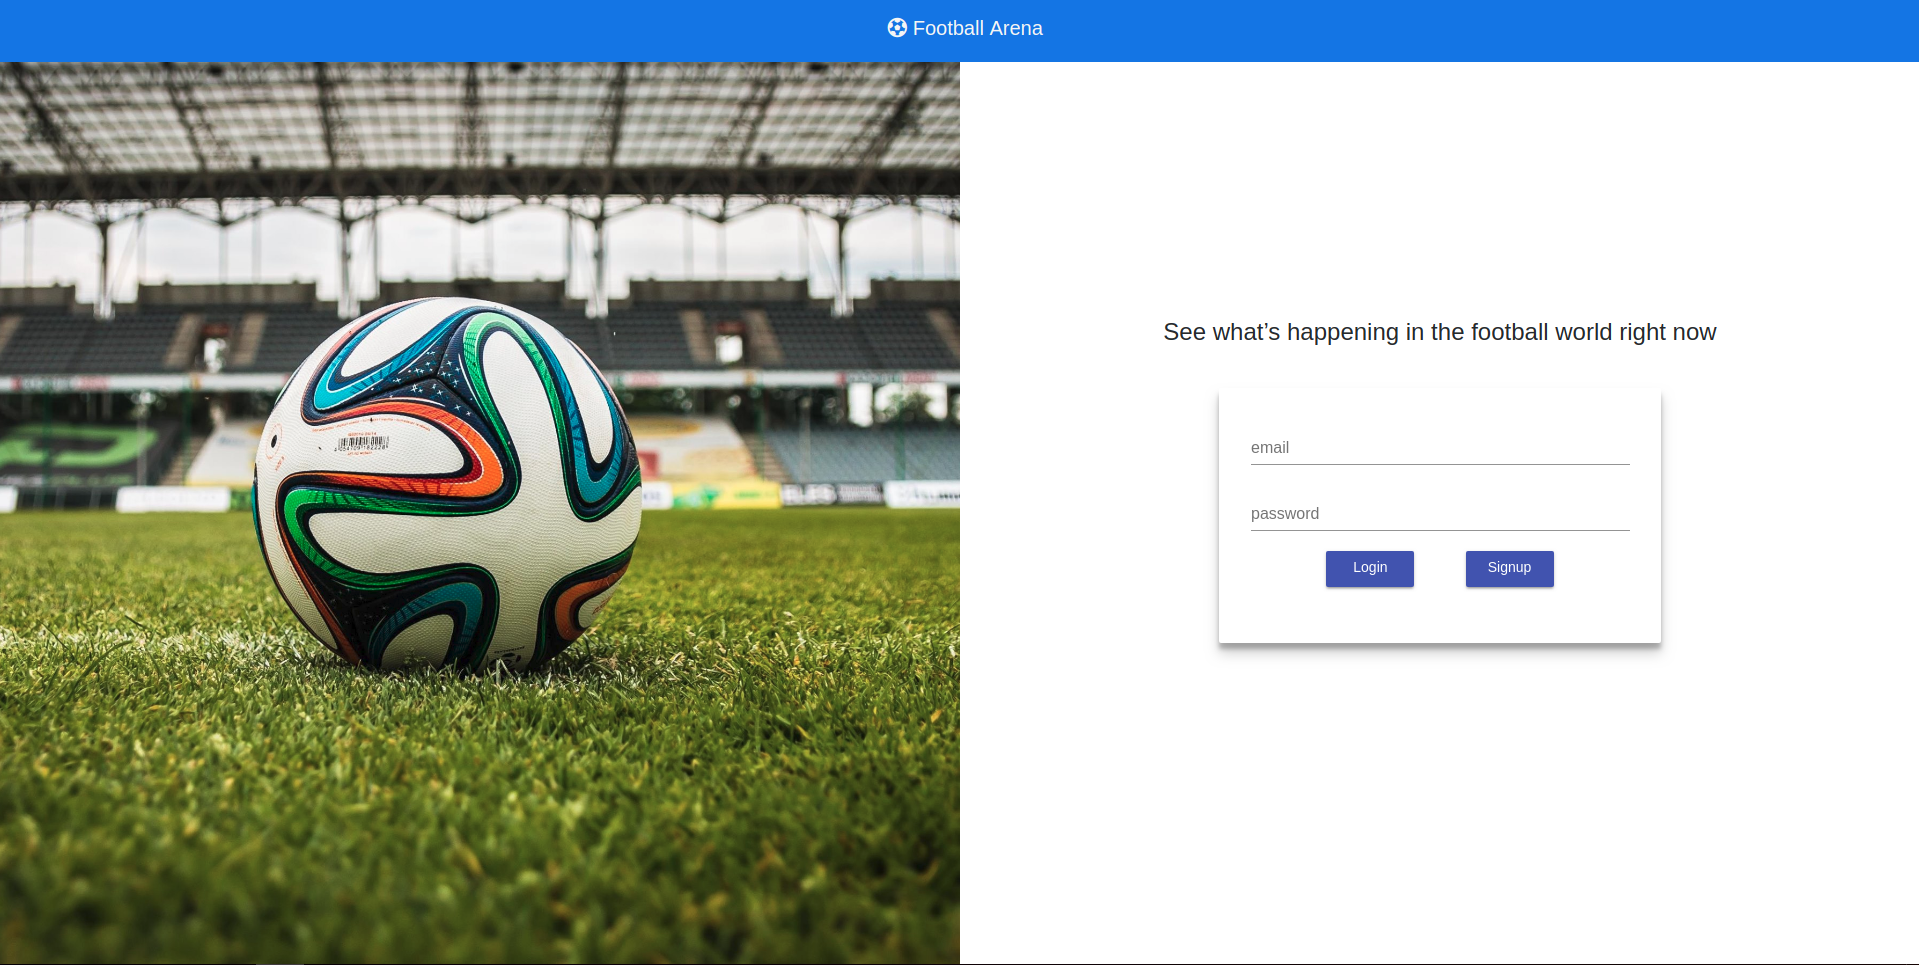 Football Arena
See what’s happening in the football world right now
email
password
Login
Signup